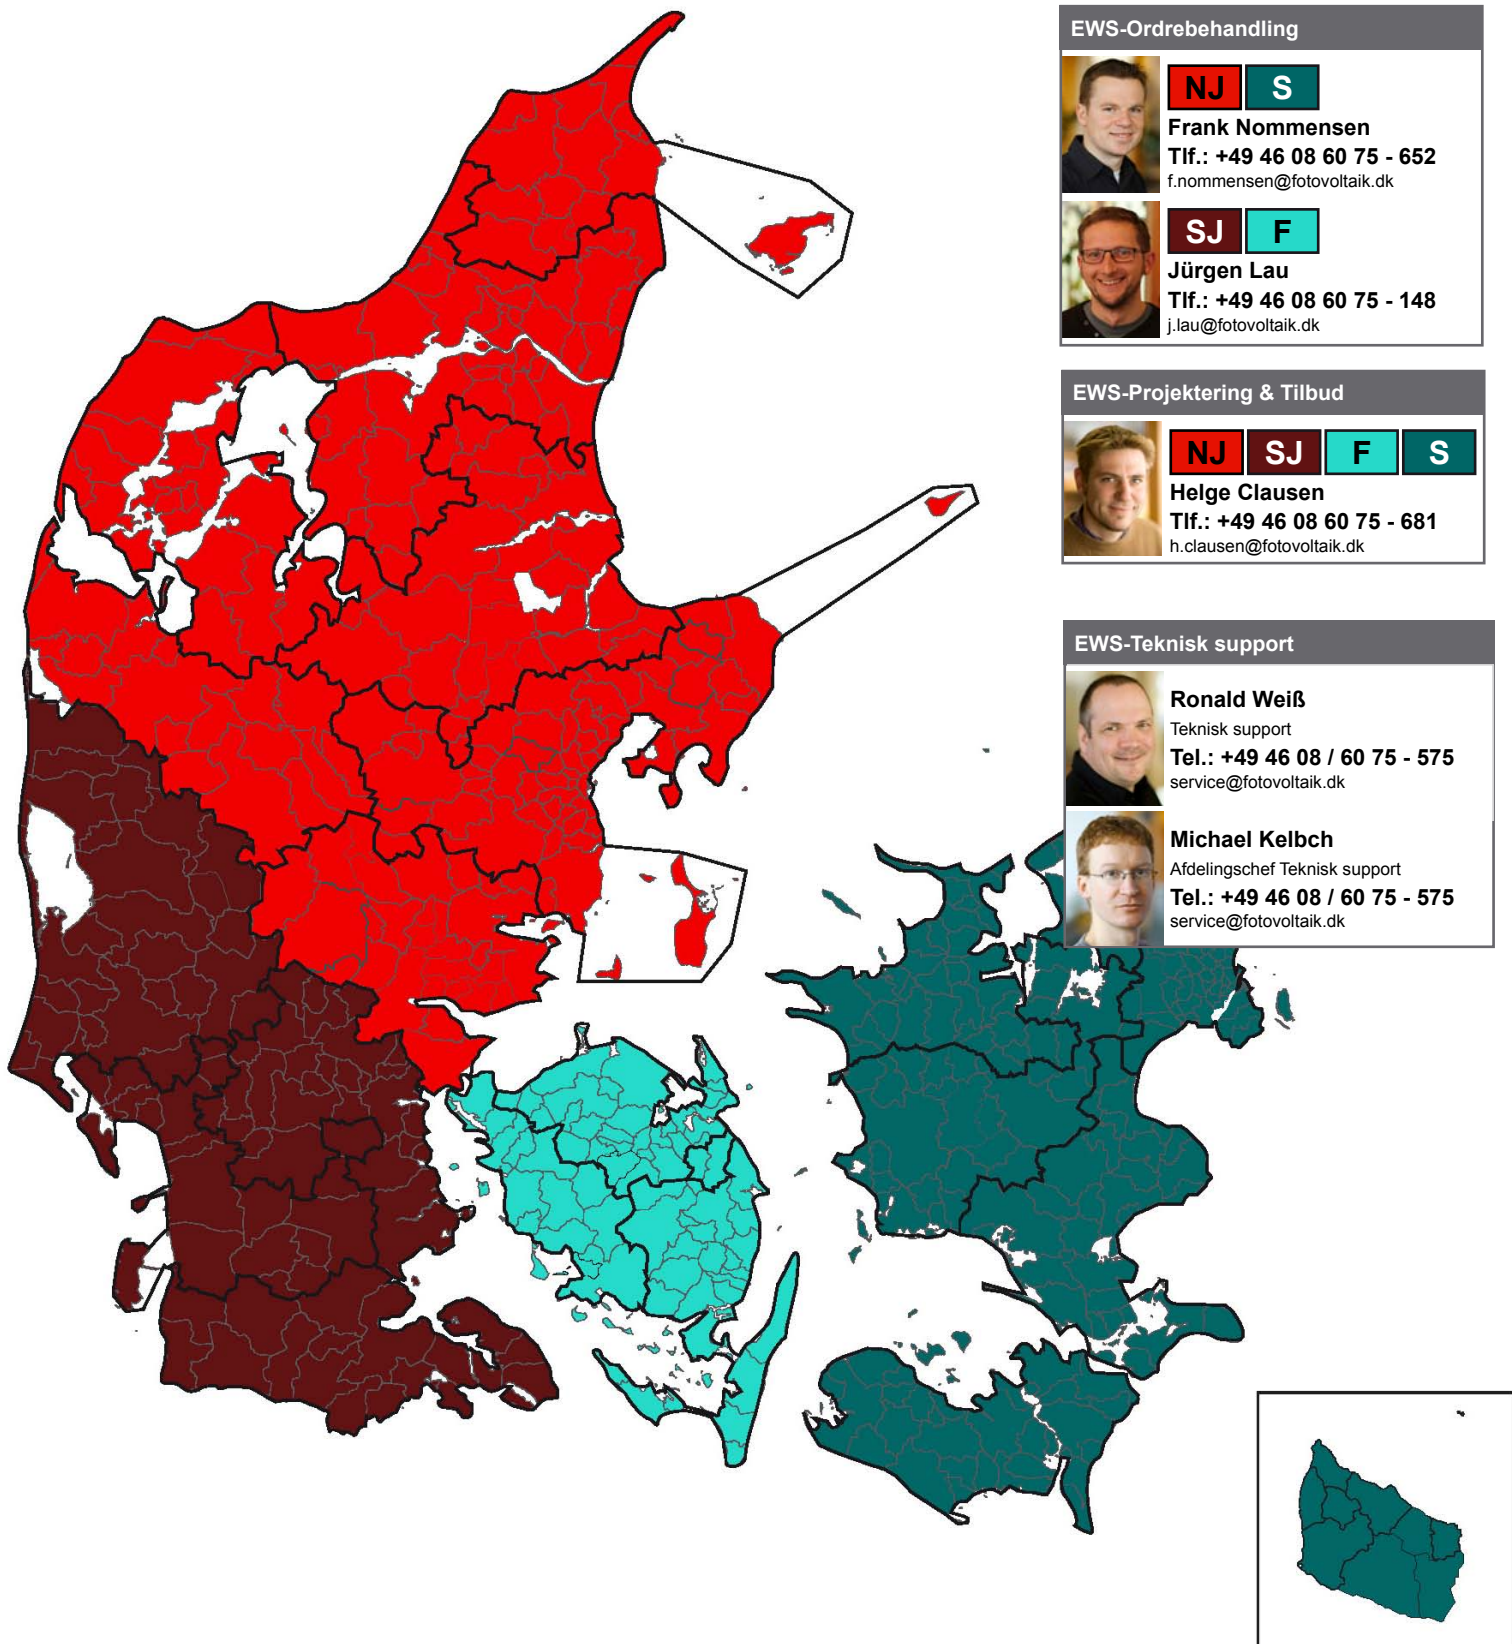 EWS-Ordrebehandling
NJ S
Frank Nommensen
Tlf.: +49 46 08 60 75 - 652
f.nommensen@fotovoltaik.dk
SJ F
Jürgen Lau
Tlf.: +49 46 08 60 75 - 148
j.lau@fotovoltaik.dk
EWS-Projektering & Tilbud
NJ SJ F S
Helge Clausen
Tlf.: +49 46 08 60 75 - 681
h.clausen@fotovoltaik.dk
EWS-Teknisk support
Ronald Weiß
Teknisk support
Tel.: +49 46 08 / 60 75 - 575
service@fotovoltaik.dk
Michael Kelbch
Afdelingschef Teknisk support
Tel.: +49 46 08 / 60 75 - 575
service@fotovoltaik.dk